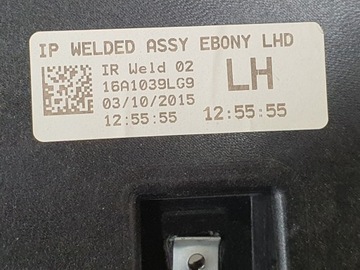 IP WELDED ASSY EBONY LHD
IR Weld 02
LH
16A1039LG9
03/10/2015
12:55:55
12:55:55